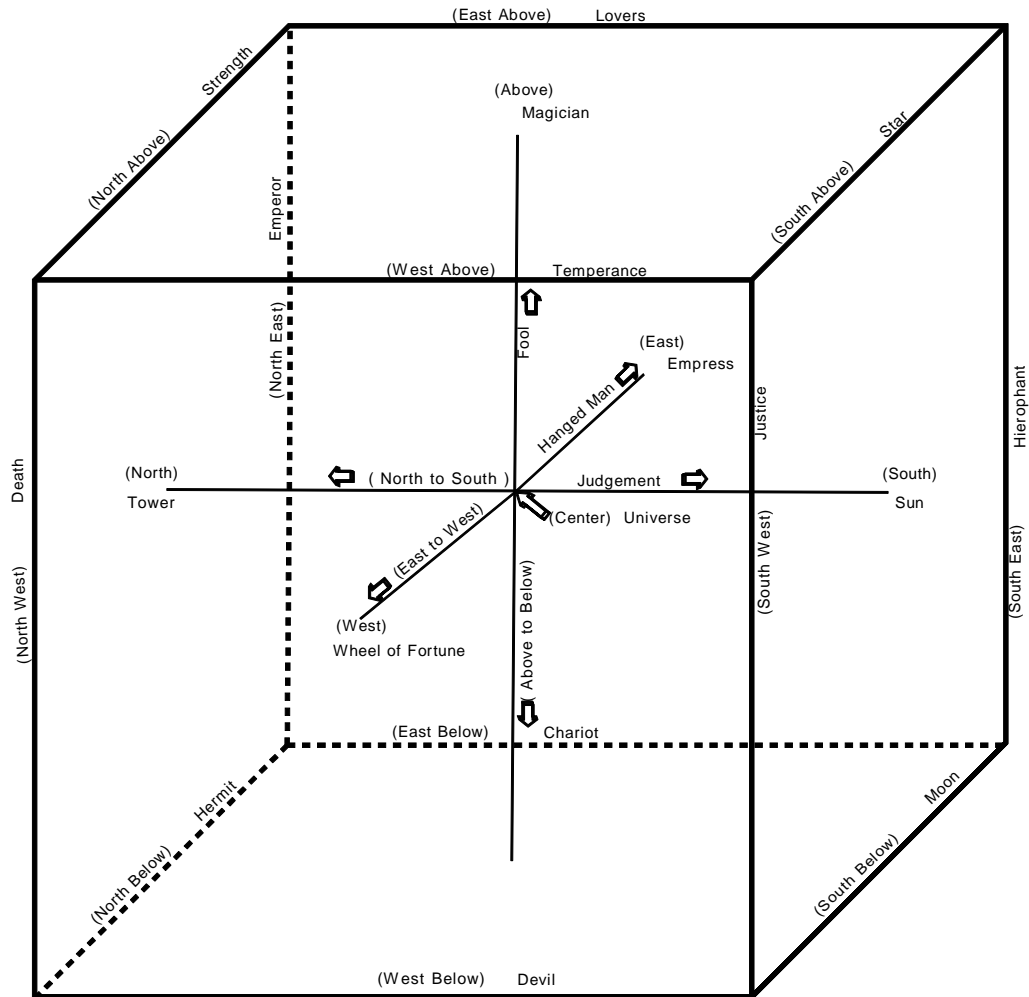 (East Above) Lovers
(North Above) Strength
(Above)
Magician
(South Above) Star
(North East) Emperor
(West Above) Temperance
Fool
(East)
Empress
Hanged Man
(North West) Death
(South West) Justice
(South East) Hierophant
(North)
Tower
( North to South ) Judgement
(South)
Sun
(Center) Universe
(East to West)
(West)
Wheel of Fortune
( Above to Below)
(East Below) Chariot
(North Below) Hermit
(South Below) Moon
(West Below) Devil